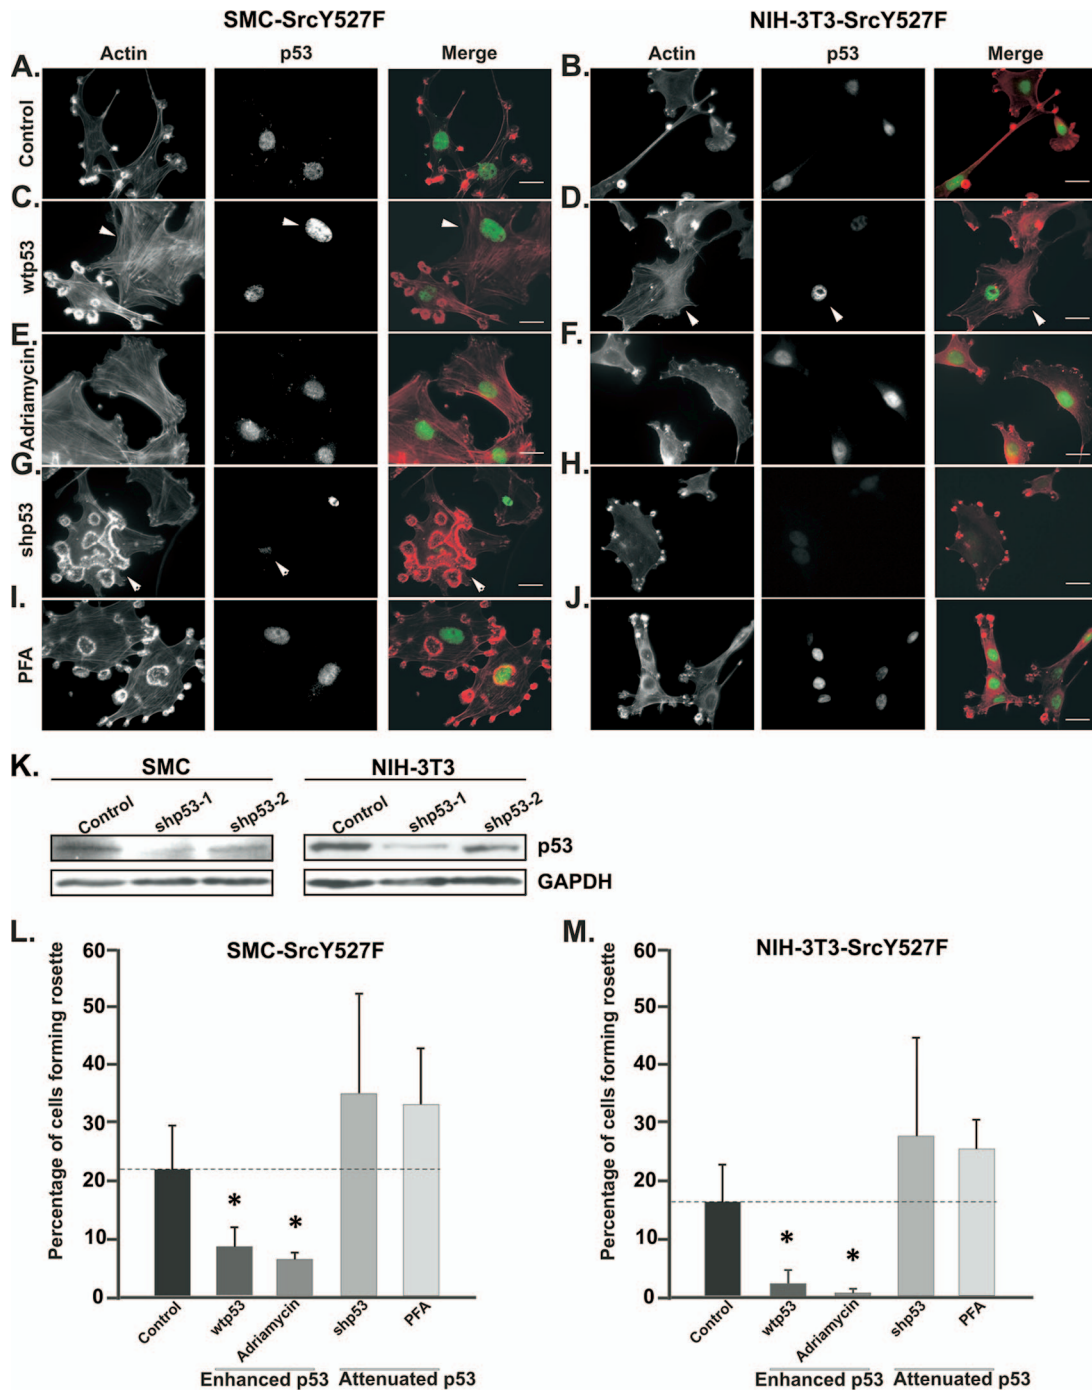 SMC-SrcY527F NIH-3T3-SrcY527F
Actin p53 Merge Actin p53 Merge
A. B.
Control
C. D.
wtp53
E. F.
Adriamycin
G. H.
shp53
I. J.
PFA
K.
SMC NIH-3T3
Control shp53-1 shp53-2 Control shp53-1 shp53-2
p53
GAPDH
L.
SMC-SrcY527F
Percentage of cells forming rosette
60
50
40
30
20
10
0
* *
Control wtp53 Adriamycin shp53 PFA
Enhanced p53 Attenuated p53
M.
NIH-3T3-SrcY527F
Percentage of cells forming rosette
60
50
40
30
20
10
0
* *
Control wtp53 Adriamycin shp53 PFA
Enhanced p53 Attenuated p53